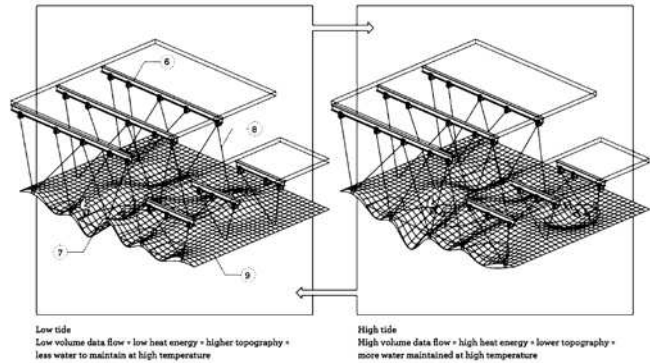 6
8
7
9
Low tide
Low volume data flow = low heat energy = higher topography =
less water to maintain at high temperature
High tide
High volume data flow = high heat energy = lower topography =
more water maintained at high temperature